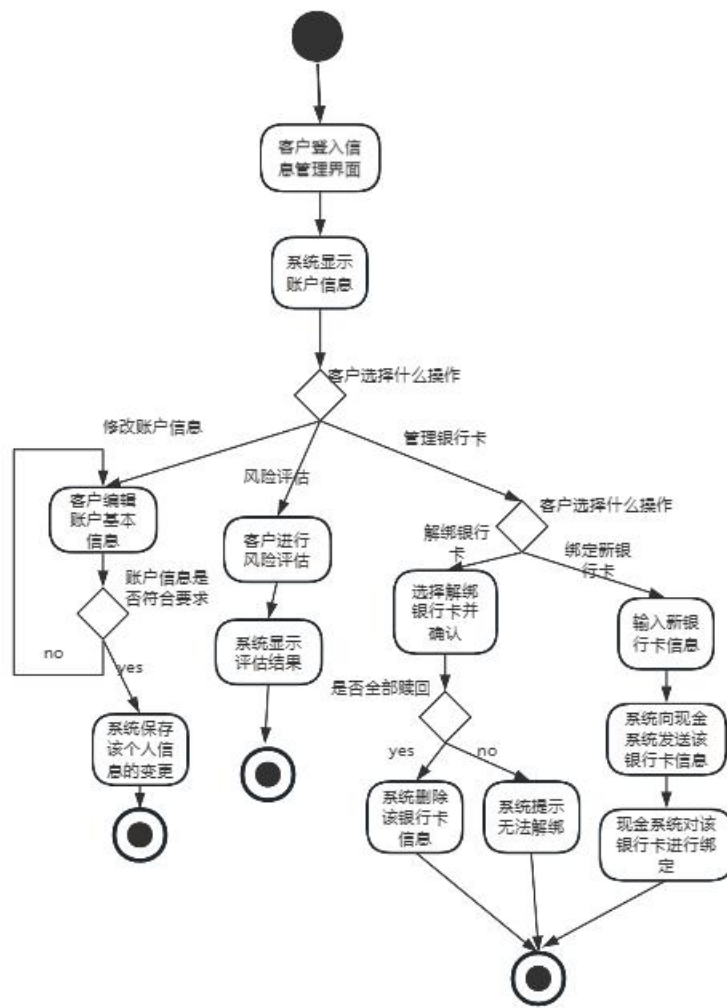 客户登入信
息管理界面
系统显示
账户信息
客户选择什么操作
修改账户信息
管理银行卡
风险评估
客户编辑
账户基本
信息
账户信息是
否符合要求
no
yes
系统保存
该个人信
息的变更
客户进行
风险评估
系统显示
评估结果
客户选择什么操作
解绑银行
卡
绑定新银
行卡
选择解绑
银行卡并
确认
是否全部赎回
yes
no
系统删除
该银行卡
信息
系统提示
无法解绑
输入新银
行卡信息
系统向现金
系统发送该
银行卡信息
现金系统对该
银行卡进行绑
定